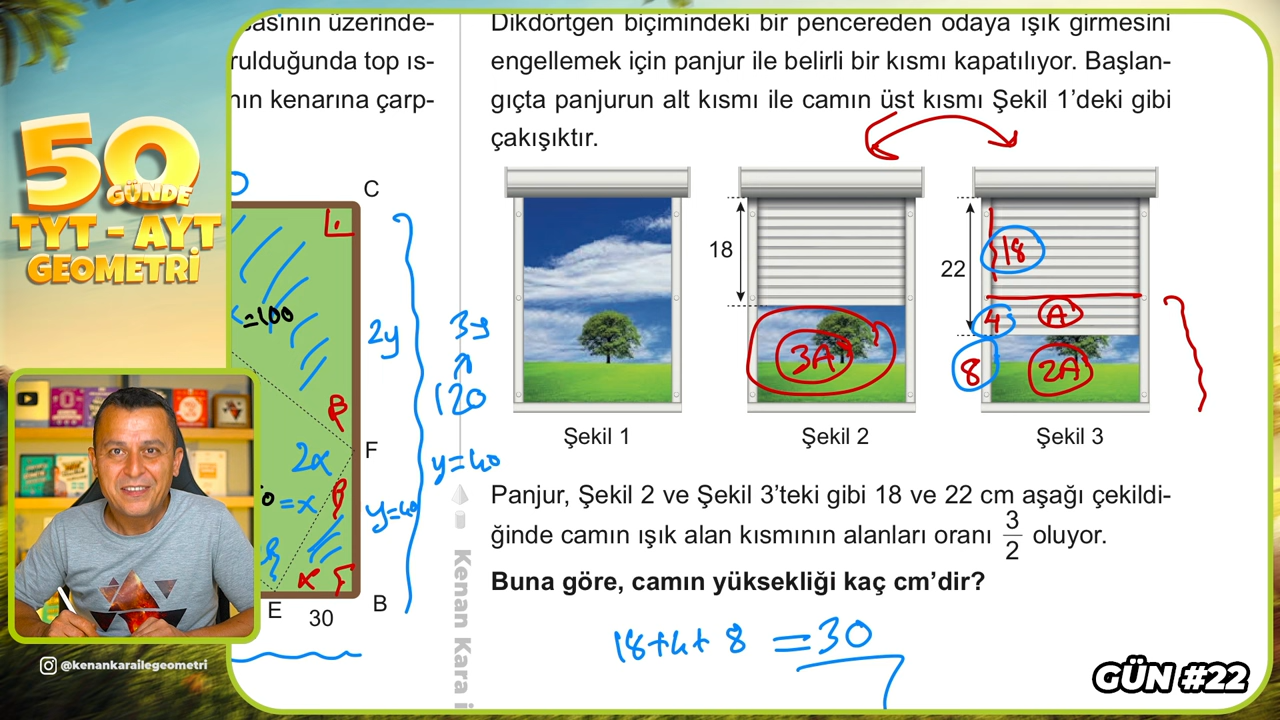 50
GÜNDE
TYT - AYT
GEOMETRİ
@kenankarailegeometri
rulduğunda top ıs-
nın kenarına çarp-
C
=100
2y
3y
120
y=40
B
F
2x
=x
B
y=40
x
E
30
B
Kenan Kara i
Dikdörtgen biçimindeki bir pencereden odaya ışık girmesini
engellemek için panjur ile belirli bir kısmı kapatılıyor. Başlan-
gıçta panjurun alt kısmı ile camın üst kısmı Şekil 1’deki gibi
çakışıktır.
18
3A
22
18
4
A
8
2A
Şekil 1
Şekil 2
Şekil 3
Panjur, Şekil 2 ve Şekil 3’teki gibi 18 ve 22 cm aşağı çekildi-
ğinde camın ışık alan kısmının alanları oranı 3/2 oluyor.
Buna göre, camın yüksekliği kaç cm’dir?
18+4+8 =30
GÜN #22